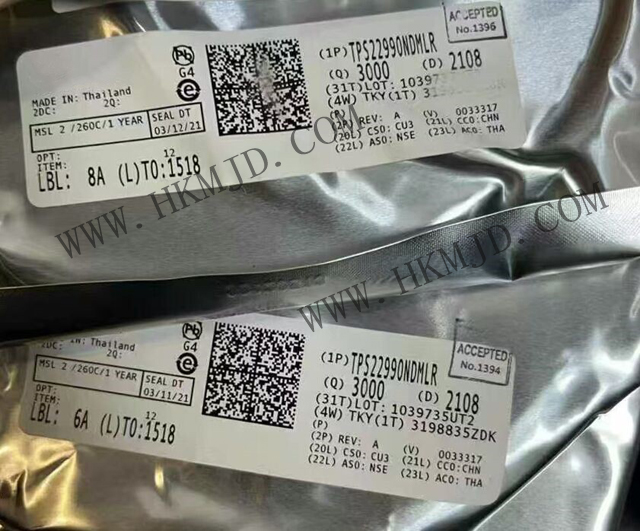 ACCEPTED
No.1396
Pb
G4
e
MADE IN: Thailand
2DC: 2Q:
MSL 2 /260C/1 YEAR SEAL DT
03/12/21
OPT:
ITEM:
12
LBL: 8A (L)TO:1518
(1P)TPS22990NDMLR
(Q) 3000 (D) 2108
(31T)LOT:
(4W) TKY(1T)
(2P) REV: A (V) 0033317
(20L) CSO: CU3 (21L) CCO:CHN
(22L) ASO: NSE (23L) ACO: THA
WWW.HKMJD.COM
WWW.HKMJD.COM
ACCEPTED
No.1394
Pb
G4
e
Thailand
2DC: 2Q:
MSL 2 /260C/1 YEAR SEAL DT
03/11/21
OPT:
ITEM:
12
LBL: 6A (L)TO:1518
(1P)TPS22990NDMLR
(Q) 3000 (D) 2108
(31T)LOT: 1039735UT2
(4W) TKY(1T) 3198835ZDK
(P)
(2P) REV: A (V) 0033317
(20L) CSO: CU3 (21L) CCO:CHN
(22L) ASO: NSE (23L) ACO: THA